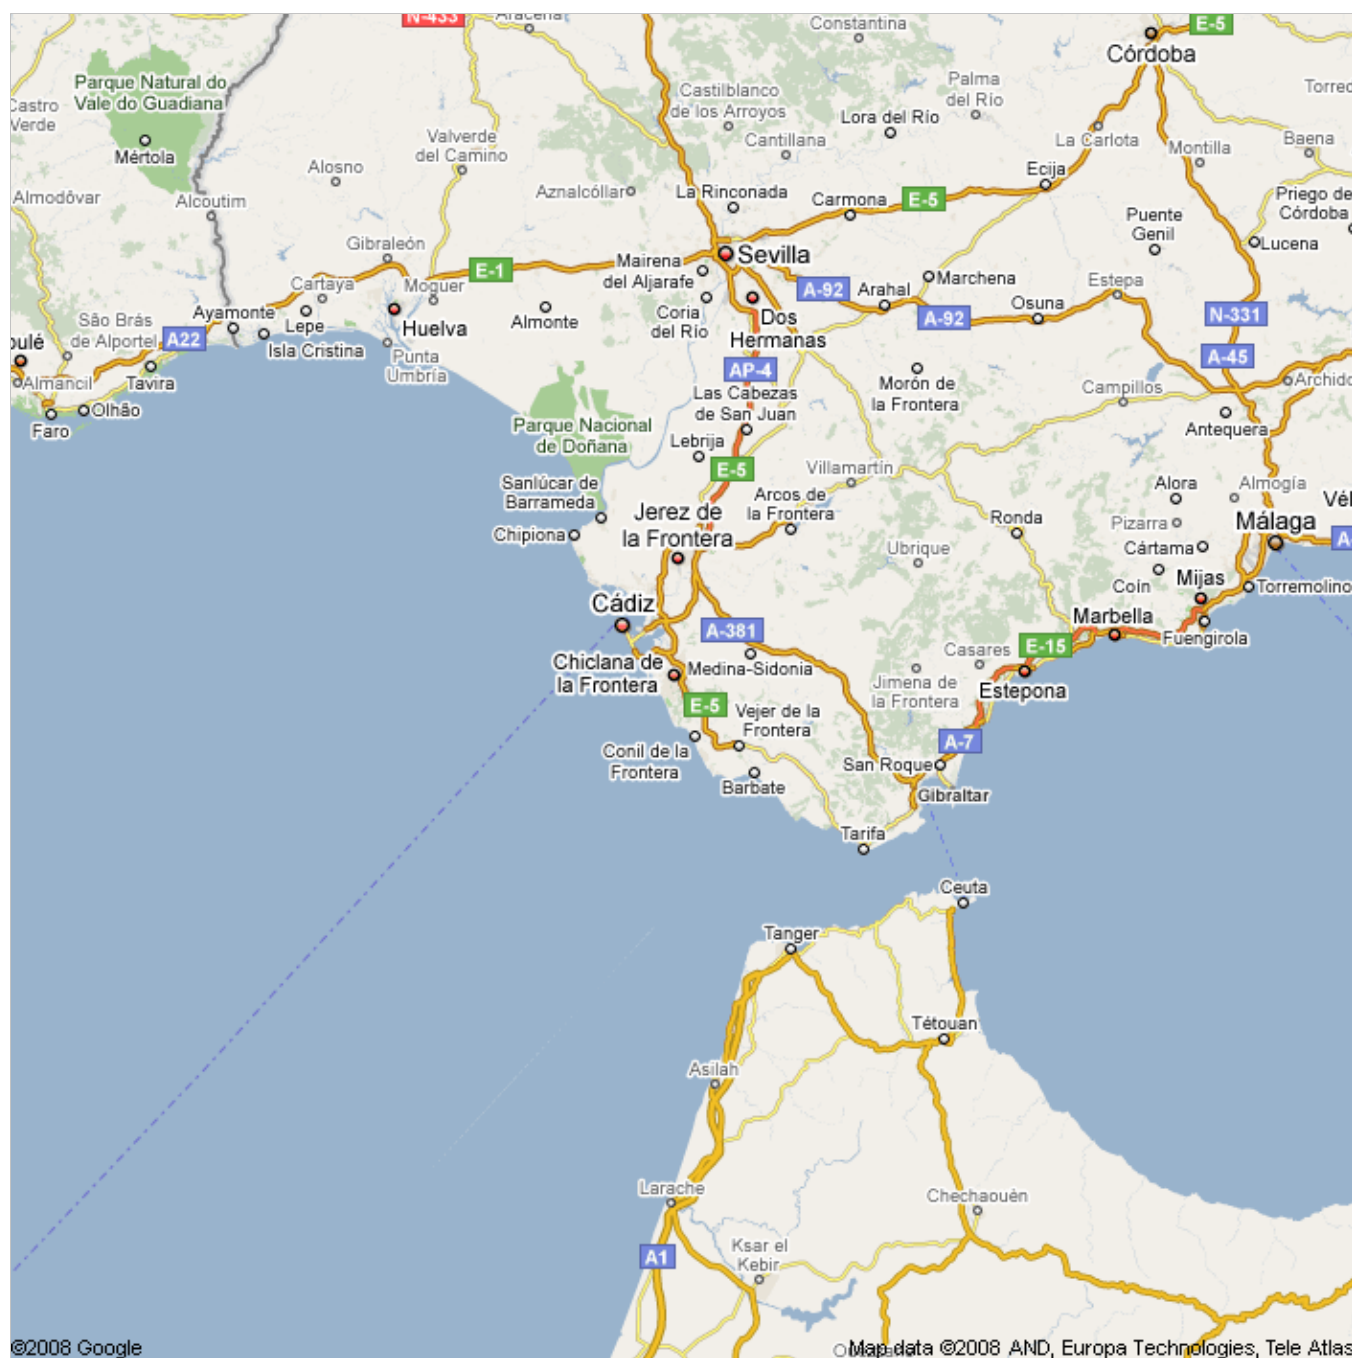 N-433
Aracena
Constantina
E-5
Córdoba
Parque Natural do
Vale do Guadiana
Castro
Verde
Mértola
Castilblanco
de los Arroyos
Palma
del Río
Lora del Río
Cantillana
La Carlota
Montilla
Baena
Valverde
del Camino
Alosno
Aznalcóllar
La Rinconada
Carmona
E-5
Ecija
Almodôvar
Alcoutim
Puente
Genil
Priego de
Córdoba
Lucena
Gibraleón
E-1
Mairena
del Aljarafe
Sevilla
A-92
Arahal
Marchena
Estepa
Cartaya
Moguer
Ayamonte
Lepe
Huelva
Almonte
Coria
del Río
Dos
Hermanas
A-92
Osuna
N-331
São Brás
de Alportel
A22
Isla Cristina
Punta
Umbría
A-45
oulé
Almancil
Tavira
AP-4
Morón de
la Frontera
Campillos
Archido
Olhão
Faro
Las Cabezas
de San Juan
Antequera
Parque Nacional
de Doñana
Lebrija
E-5
Villamartín
Sanlúcar de
Barrameda
Arcos de
la Frontera
Alora
Almogía
Vél
Chipiona
Jerez de
la Frontera
Ronda
Pizarra
Málaga
A-
Ubrique
Cártama
Coín
Mijas
Torremolino
Cádiz
A-381
Marbella
Fuengirola
Chiclana de
la Frontera
Medina-Sidonia
Casares
E-15
Jimena de
la Frontera
Estepona
E-5
Vejer de la
Frontera
Conil de la
Frontera
A-7
San Roque
Barbate
Gibraltar
Tarifa
Ceuta
Tanger
Tétouan
Asilah
Larache
Chechaouén
A1
Ksar el
Kebir
©2008 Google
Map data ©2008 AND, Europa Technologies, Tele Atlas